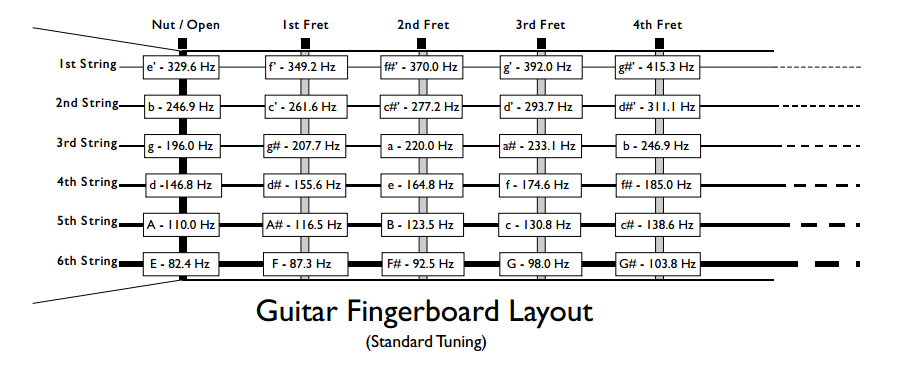 Nut / Open 1st Fret 2nd Fret 3rd Fret 4th Fret
1st String e' - 329.6 Hz f' - 349.2 Hz f#' - 370.0 Hz g' - 392.0 Hz g#' - 415.3 Hz
2nd String b - 246.9 Hz c' - 261.6 Hz c#' - 277.2 Hz d' - 293.7 Hz d#' - 311.1 Hz
3rd String g - 196.0 Hz g# - 207.7 Hz a - 220.0 Hz a# - 233.1 Hz b - 246.9 Hz
4th String d -146.8 Hz d# - 155.6 Hz e - 164.8 Hz f - 174.6 Hz f# - 185.0 Hz
5th String A - 110.0 Hz A# - 116.5 Hz B - 123.5 Hz c - 130.8 Hz c# - 138.6 Hz
6th String E - 82.4 Hz F - 87.3 Hz F# - 92.5 Hz G - 98.0 Hz G# - 103.8 Hz
Guitar Fingerboard Layout
(Standard Tuning)